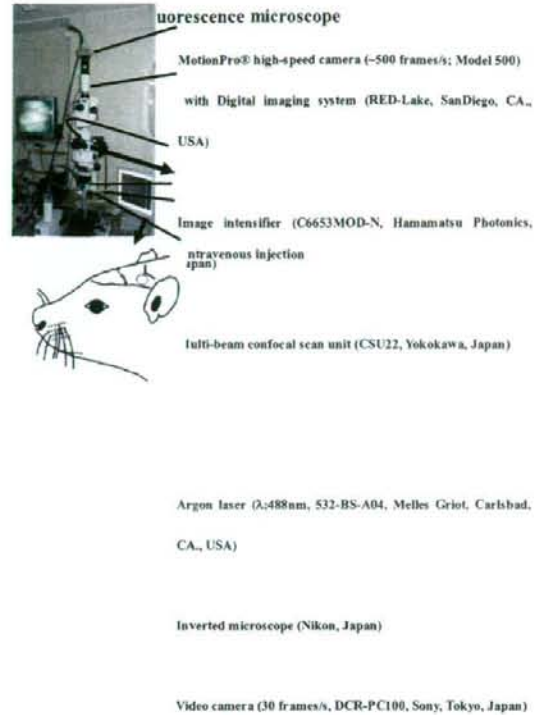 uorescence microscope
MotionPro® high-speed camera (~500 frames/s; Model 500)
with Digital imaging system (RED-Lake, SanDiego, CA.,
USA)
Image intensifier (C6653MOD-N, Hamamatsu Photonics,
ntravenous injection
apan)
lulti-beam confocal scan unit (CSU22, Yokokawa, Japan)
Argon laser (λ:488nm, 532-BS-A04, Melles Griot, Carlsbad,
CA., USA)
Inverted microscope (Nikon, Japan)
Video camera (30 frames/s, DCR-PC100, Sony, Tokyo, Japan)